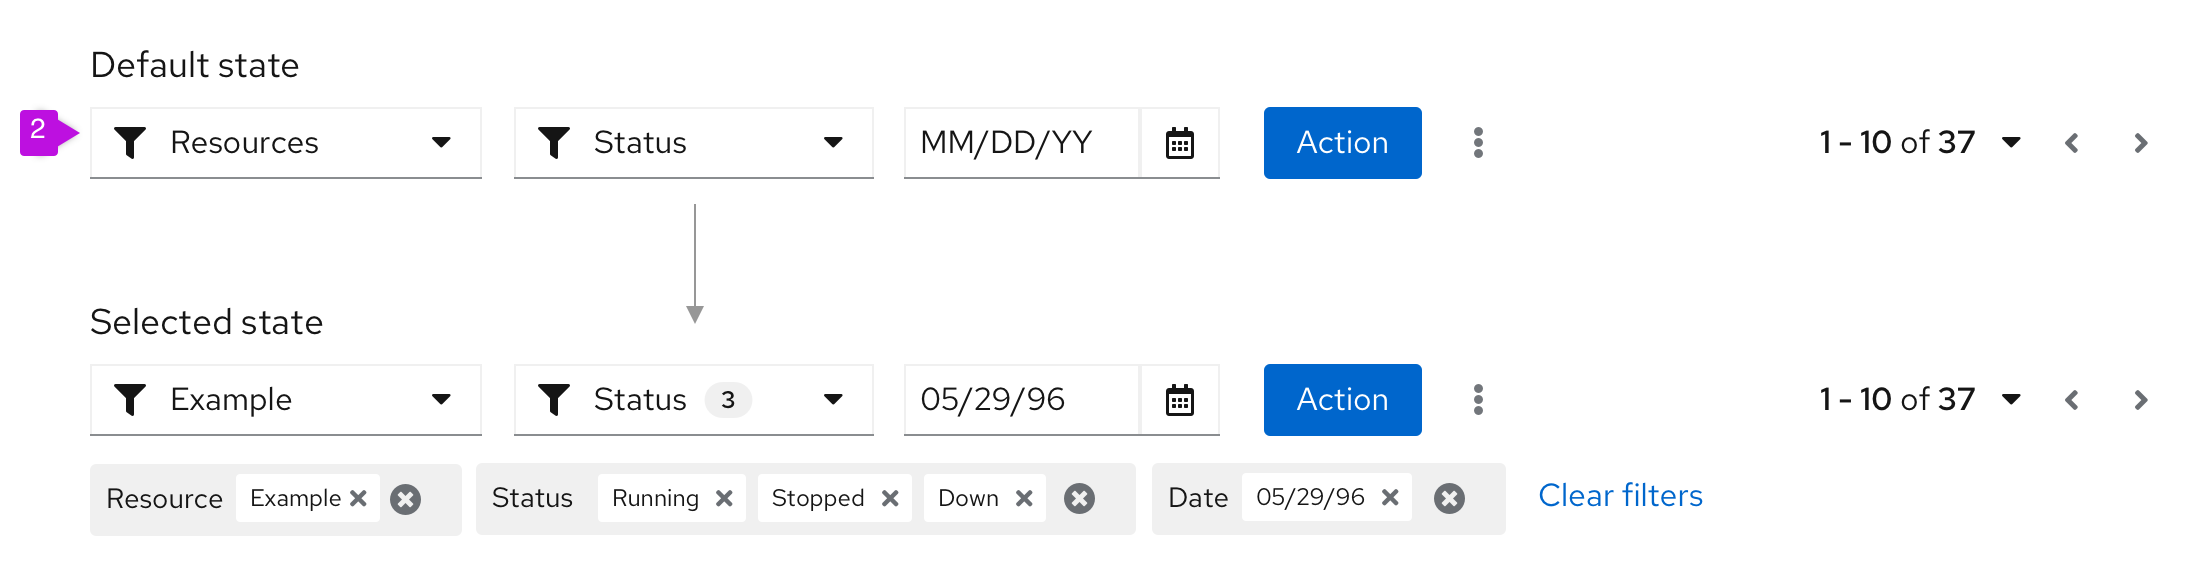 Default state
2 Resources Status MM/DD/YY Action 1 - 10 of 37
Selected state
Example Status 3 05/29/96 Action 1 - 10 of 37
Resource Example Status Running Stopped Down Date 05/29/96 Clear filters